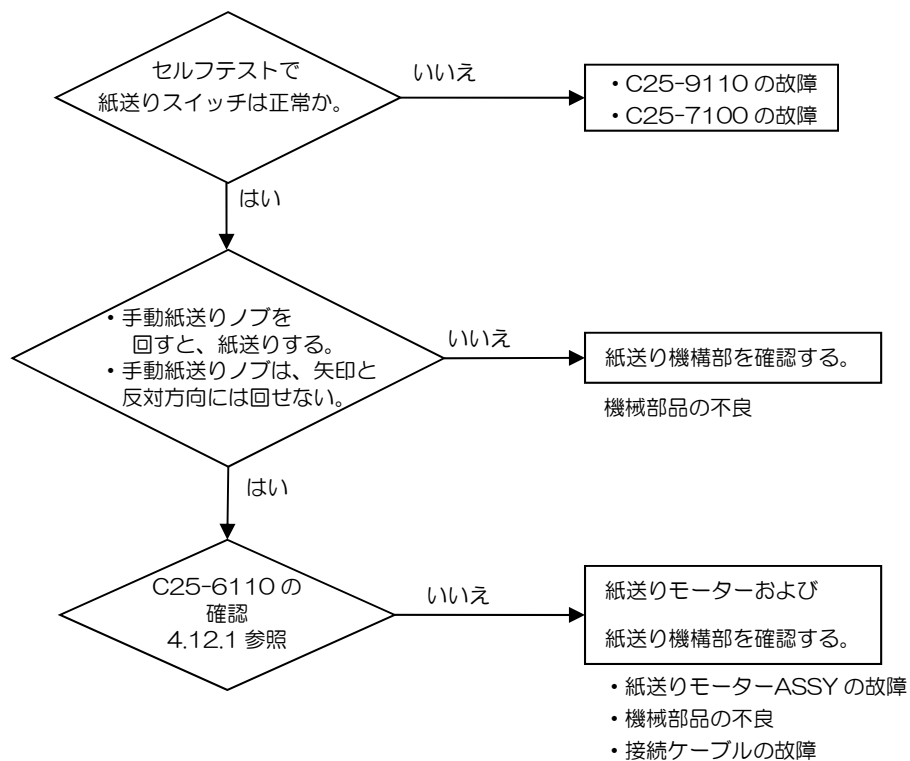 セルフテストで
紙送りスイッチは正常か。
いいえ
・C25-9110 の故障
・C25-7100 の故障
はい
・手動紙送りノブを
回すと、紙送りする。
・手動紙送りノブは、矢印と
反対方向には回せない。
いいえ
紙送り機構部を確認する。
機械部品の不良
はい
C25-6110 の
確認
4.12.1 参照
いいえ
紙送りモーターおよび
紙送り機構部を確認する。
・紙送りモーターASSY の故障
・機械部品の不良
・接続ケーブルの故障